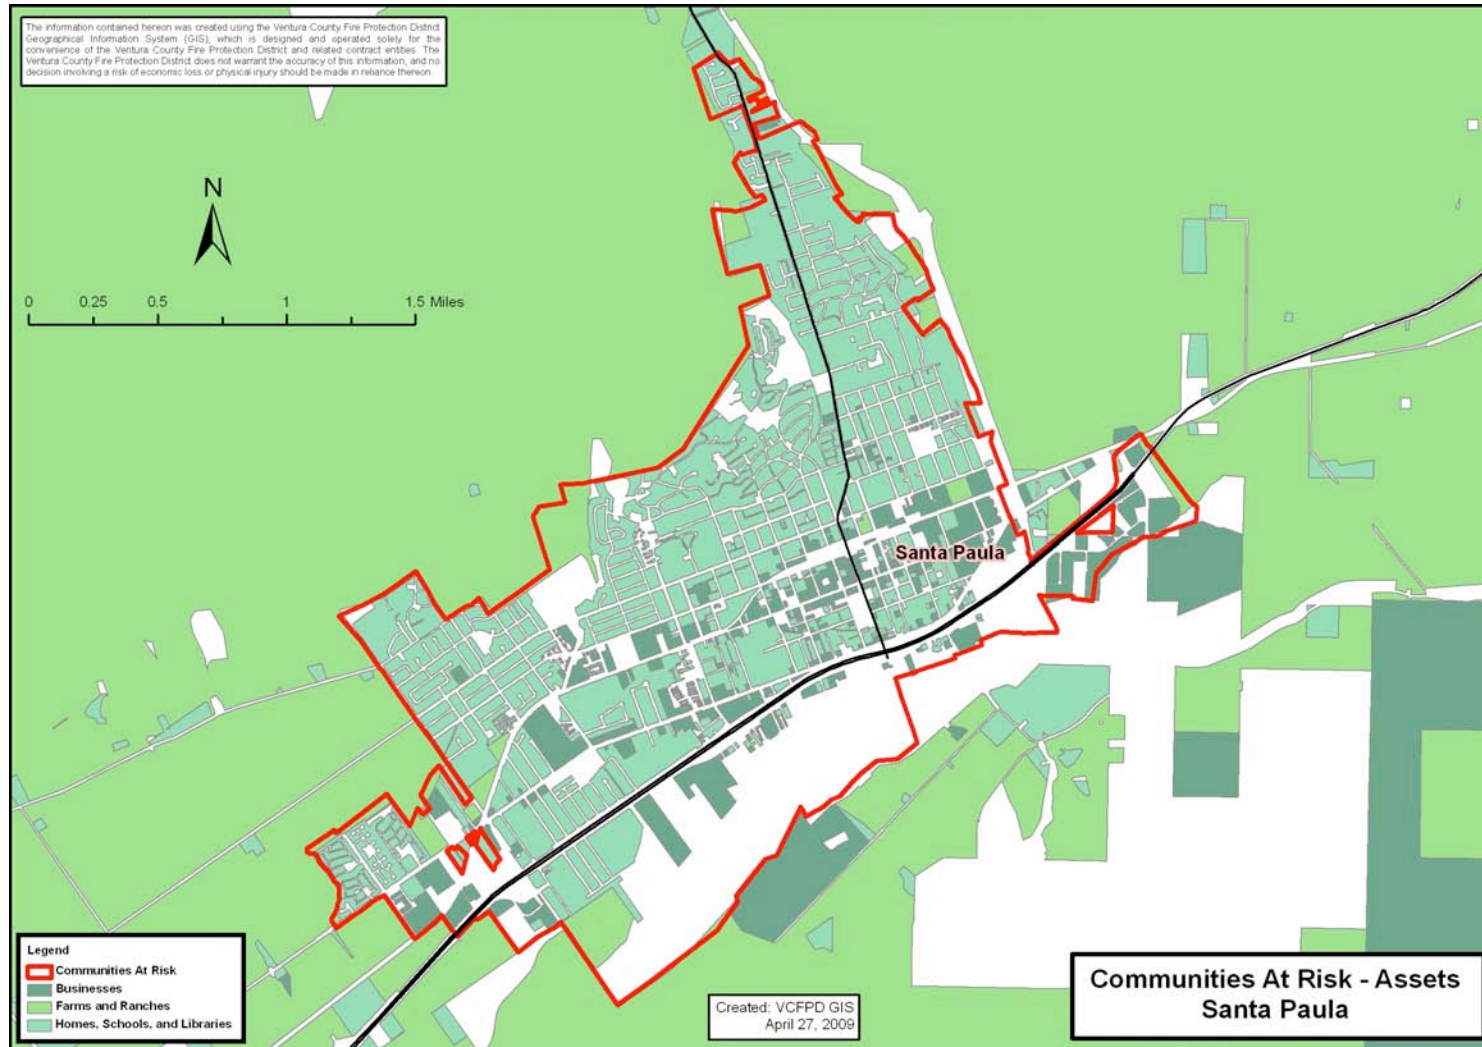 The information contained hereon was created using the Ventura County Fire Protection District
Geographical Information System (GIS), which is designed and operated solely for the
convenience of the Ventura County Fire Protection District and related contract entities. The
Ventura County Fire Protection District does not warrant the accuracy of this information, and no
decision involving a risk of economic loss or physical injury should be made in reliance thereon.
N
0 0.25 0.5 1 1.5 Miles
Santa Paula
Legend
Communities At Risk
Businesses
Farms and Ranches
Homes, Schools, and Libraries
Created: VCFPD GIS
April 27, 2009
Communities At Risk - Assets
Santa Paula